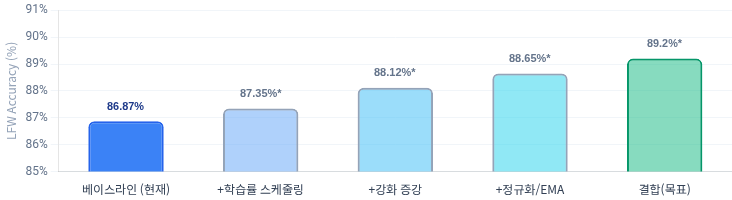 91%
90%
89%
88%
87%
86%
85%
LFW Accuracy (%)
86.87%
87.35%*
88.12%*
88.65%*
89.2%*
베이스라인 (현재)
+학습률 스케줄링
+강화 증강
+정규화/EMA
결합(목표)